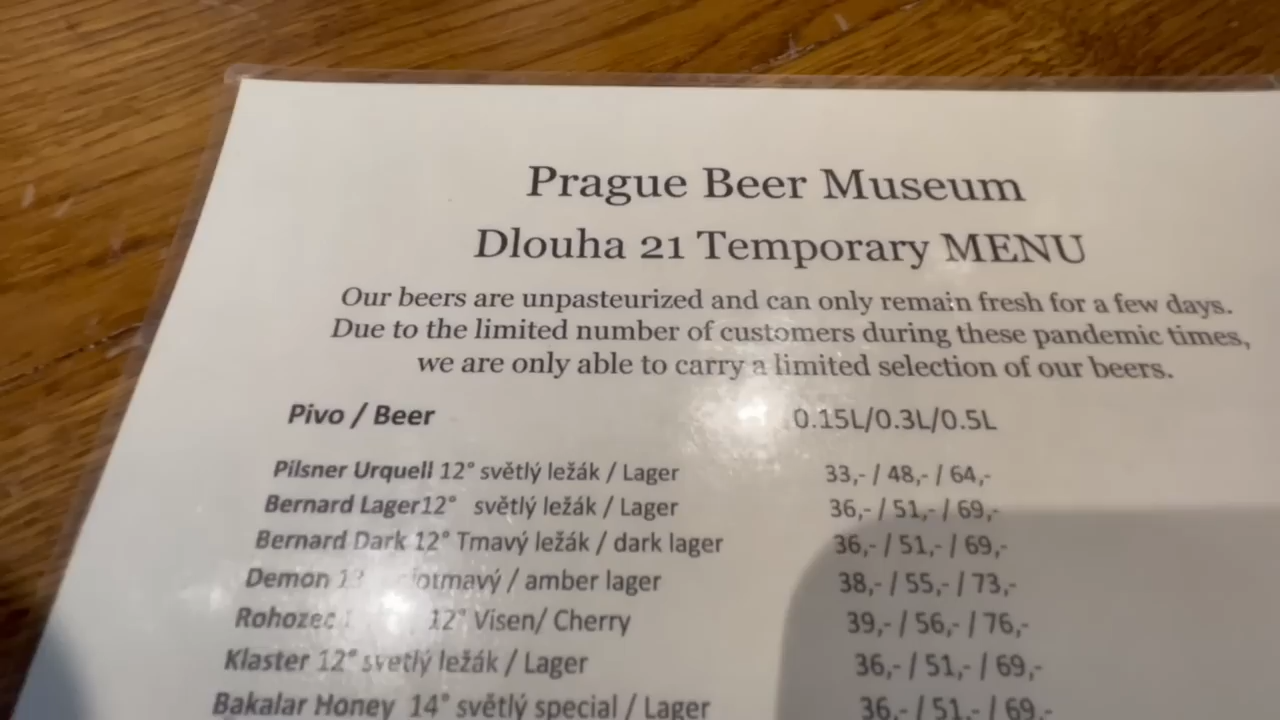 Prague Beer Museum
Dlouha 21 Temporary MENU
Our beers are unpasteurized and can only remain fresh for a few days.
Due to the limited number of customers during these pandemic times,
we are only able to carry a limited selection of our beers.
Pivo / Beer 0.15L/0.3L/0.5L
Pilsner Urquell 12° světlý ležák / Lager 33,- / 48,- / 64,-
Bernard Lager12° světlý ležák / Lager 36,- / 51,- / 69,-
Bernard Dark 12° Tmavý ležák / dark lager 36,- / 51,- / 69,-
Demon / amber lager 38,- / 55,- / 73,-
Rohozec 12° Visen/ Cherry 39,- / 56,- / 76,-
Klaster 12° svetlý ležák / Lager 36,- / 51,- / 69,-
Bakalar Honey 14° světlý special / Lager 36,- / 51,- / 69,-